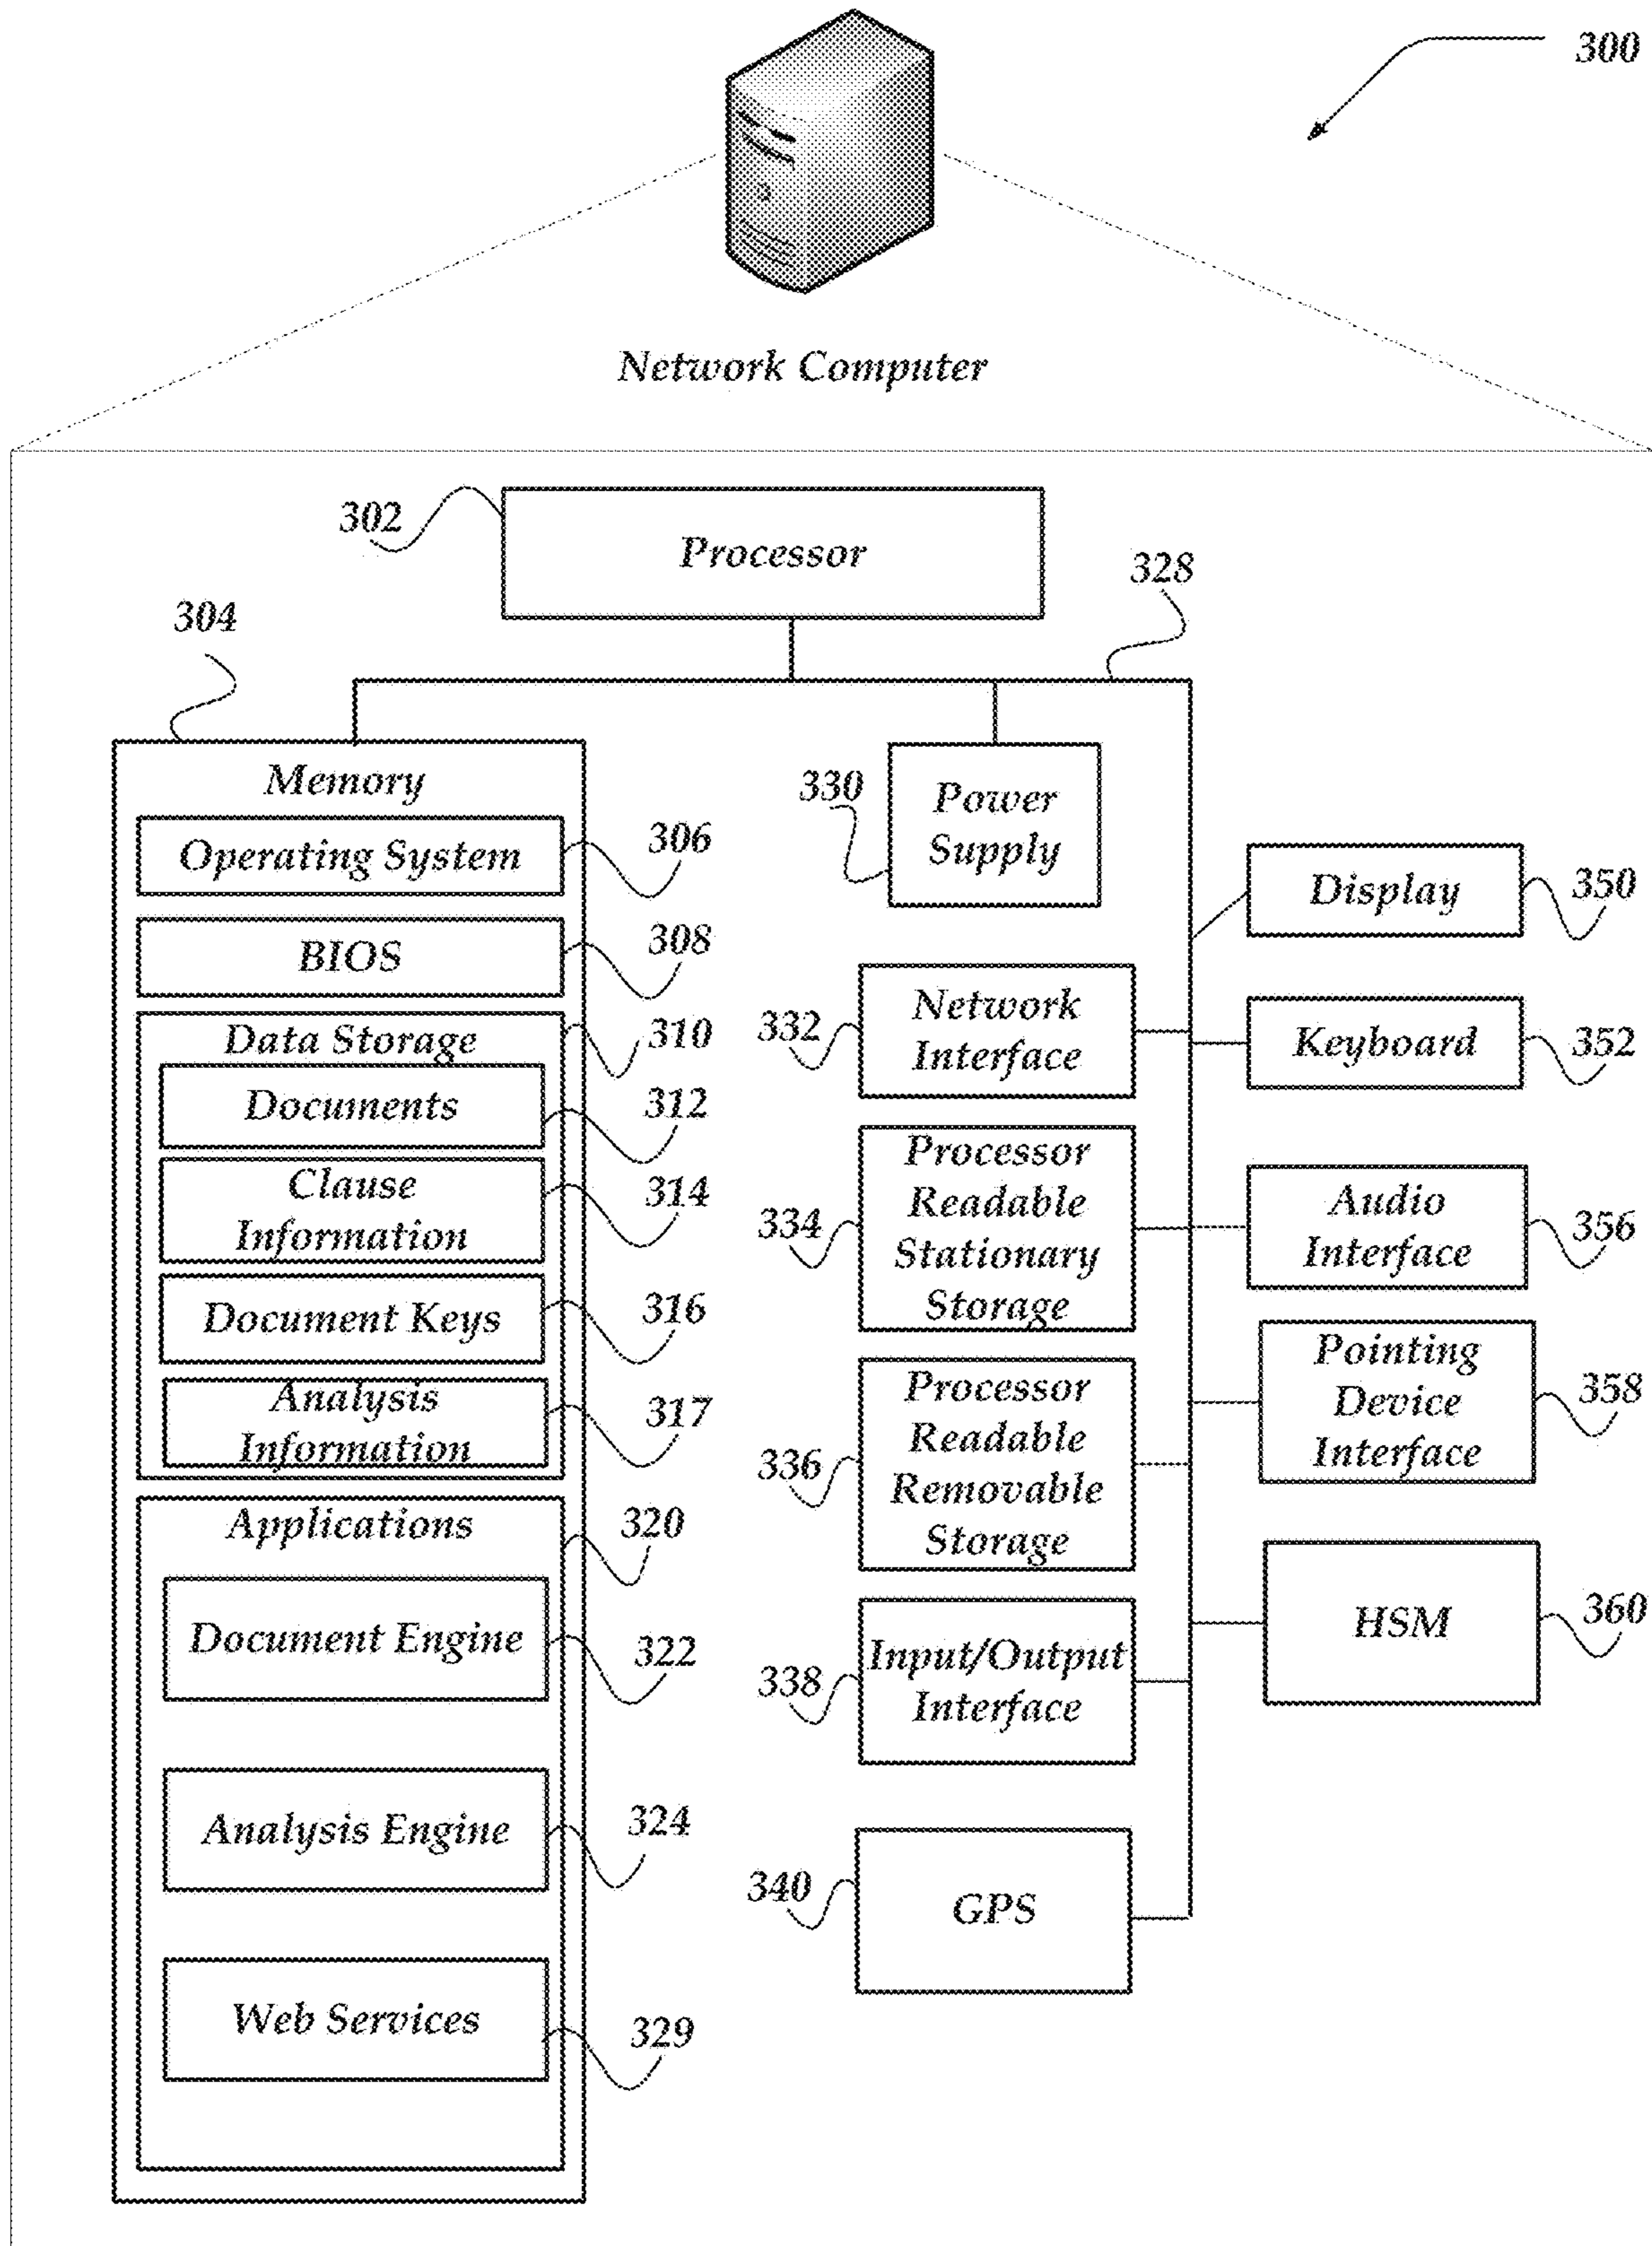 300
Network Computer
302
Processor
328
304
Memory
Operating System
306
BIOS
308
Data Storage
310
Documents
312
Clause
Information
314
Document Keys
316
Analysis
Information
317
Applications
320
Document Engine
322
Analysis Engine
324
Web Services
329
330
Power
Supply
332
Network
Interface
334
Processor
Readable
Stationary
Storage
336
Processor
Readable
Removable
Storage
338
Input/Output
Interface
340
GPS
Display
350
Keyboard
352
Audio
Interface
356
Pointing
Device
Interface
358
HSM
360